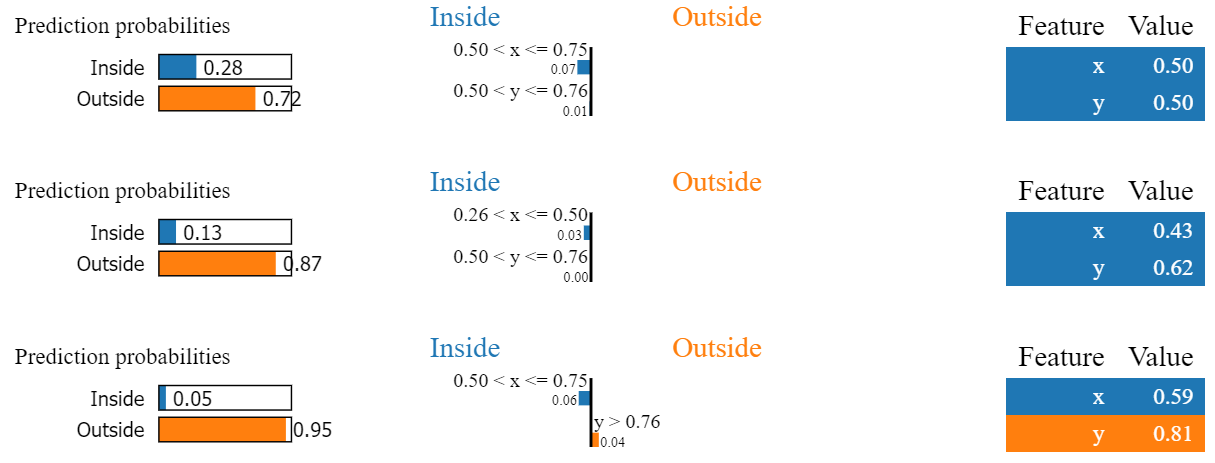 Prediction probabilities
Inside 0.28
Outside 0.72
Inside Outside
0.50 < x <= 0.75
0.07
0.50 < y <= 0.76
0.01
Feature Value
x 0.50
y 0.50
Prediction probabilities
Inside 0.13
Outside 0.87
Inside Outside
0.26 < x <= 0.50
0.03
0.50 < y <= 0.76
0.00
Feature Value
x 0.43
y 0.62
Prediction probabilities
Inside 0.05
Outside 0.95
Inside Outside
0.50 < x <= 0.75
0.06
y > 0.76
0.04
Feature Value
x 0.59
y 0.81